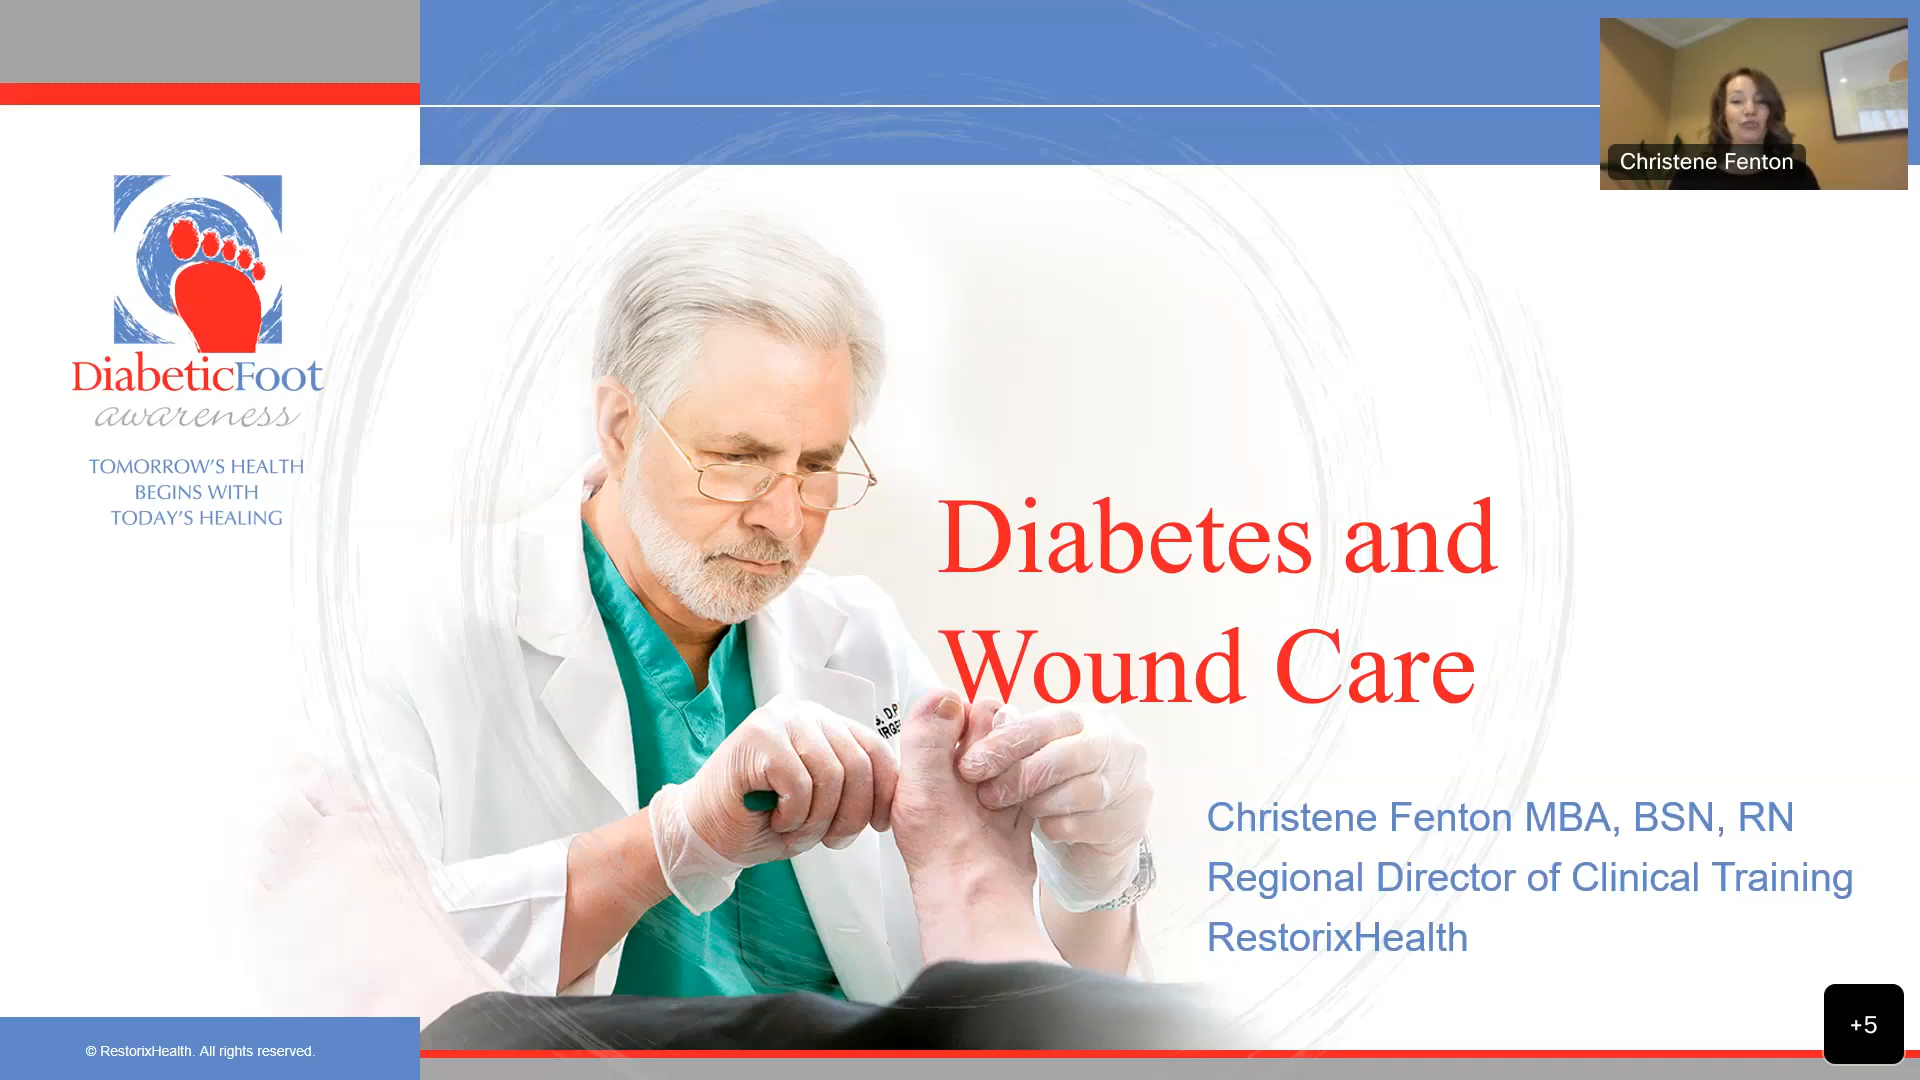 Christene Fenton
DiabeticFoot
awareness
TOMORROW'S HEALTH
BEGINS WITH
TODAY'S HEALING
Diabetes and
Wound Care
Christene Fenton MBA, BSN, RN
Regional Director of Clinical Training
RestorixHealth
© RestorixHealth. All rights reserved.
+5